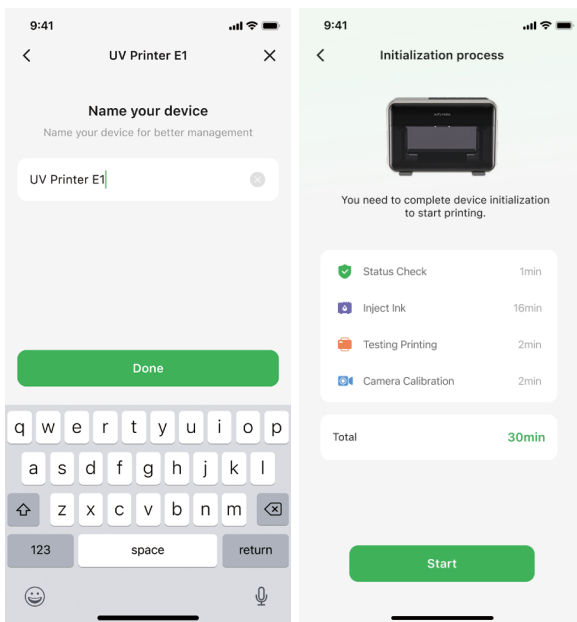 9:41
UV Printer E1
Name your device
Name your device for better management
UV Printer E1
Done
q w e r t y u i o p
a s d f g h j k l
z x c v b n m
123 space return
9:41
Initialization process
You need to complete device initialization
to start printing.
Status Check 1min
Inject Ink 16min
Testing Printing 2min
Camera Calibration 2min
Total 30min
Start